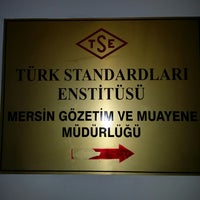 TSE
TÜRK STANDARDLARI
ENSTİTÜSÜ
MERSİN GÖZETİM VE MUAYENE
MÜDÜRLÜĞÜ